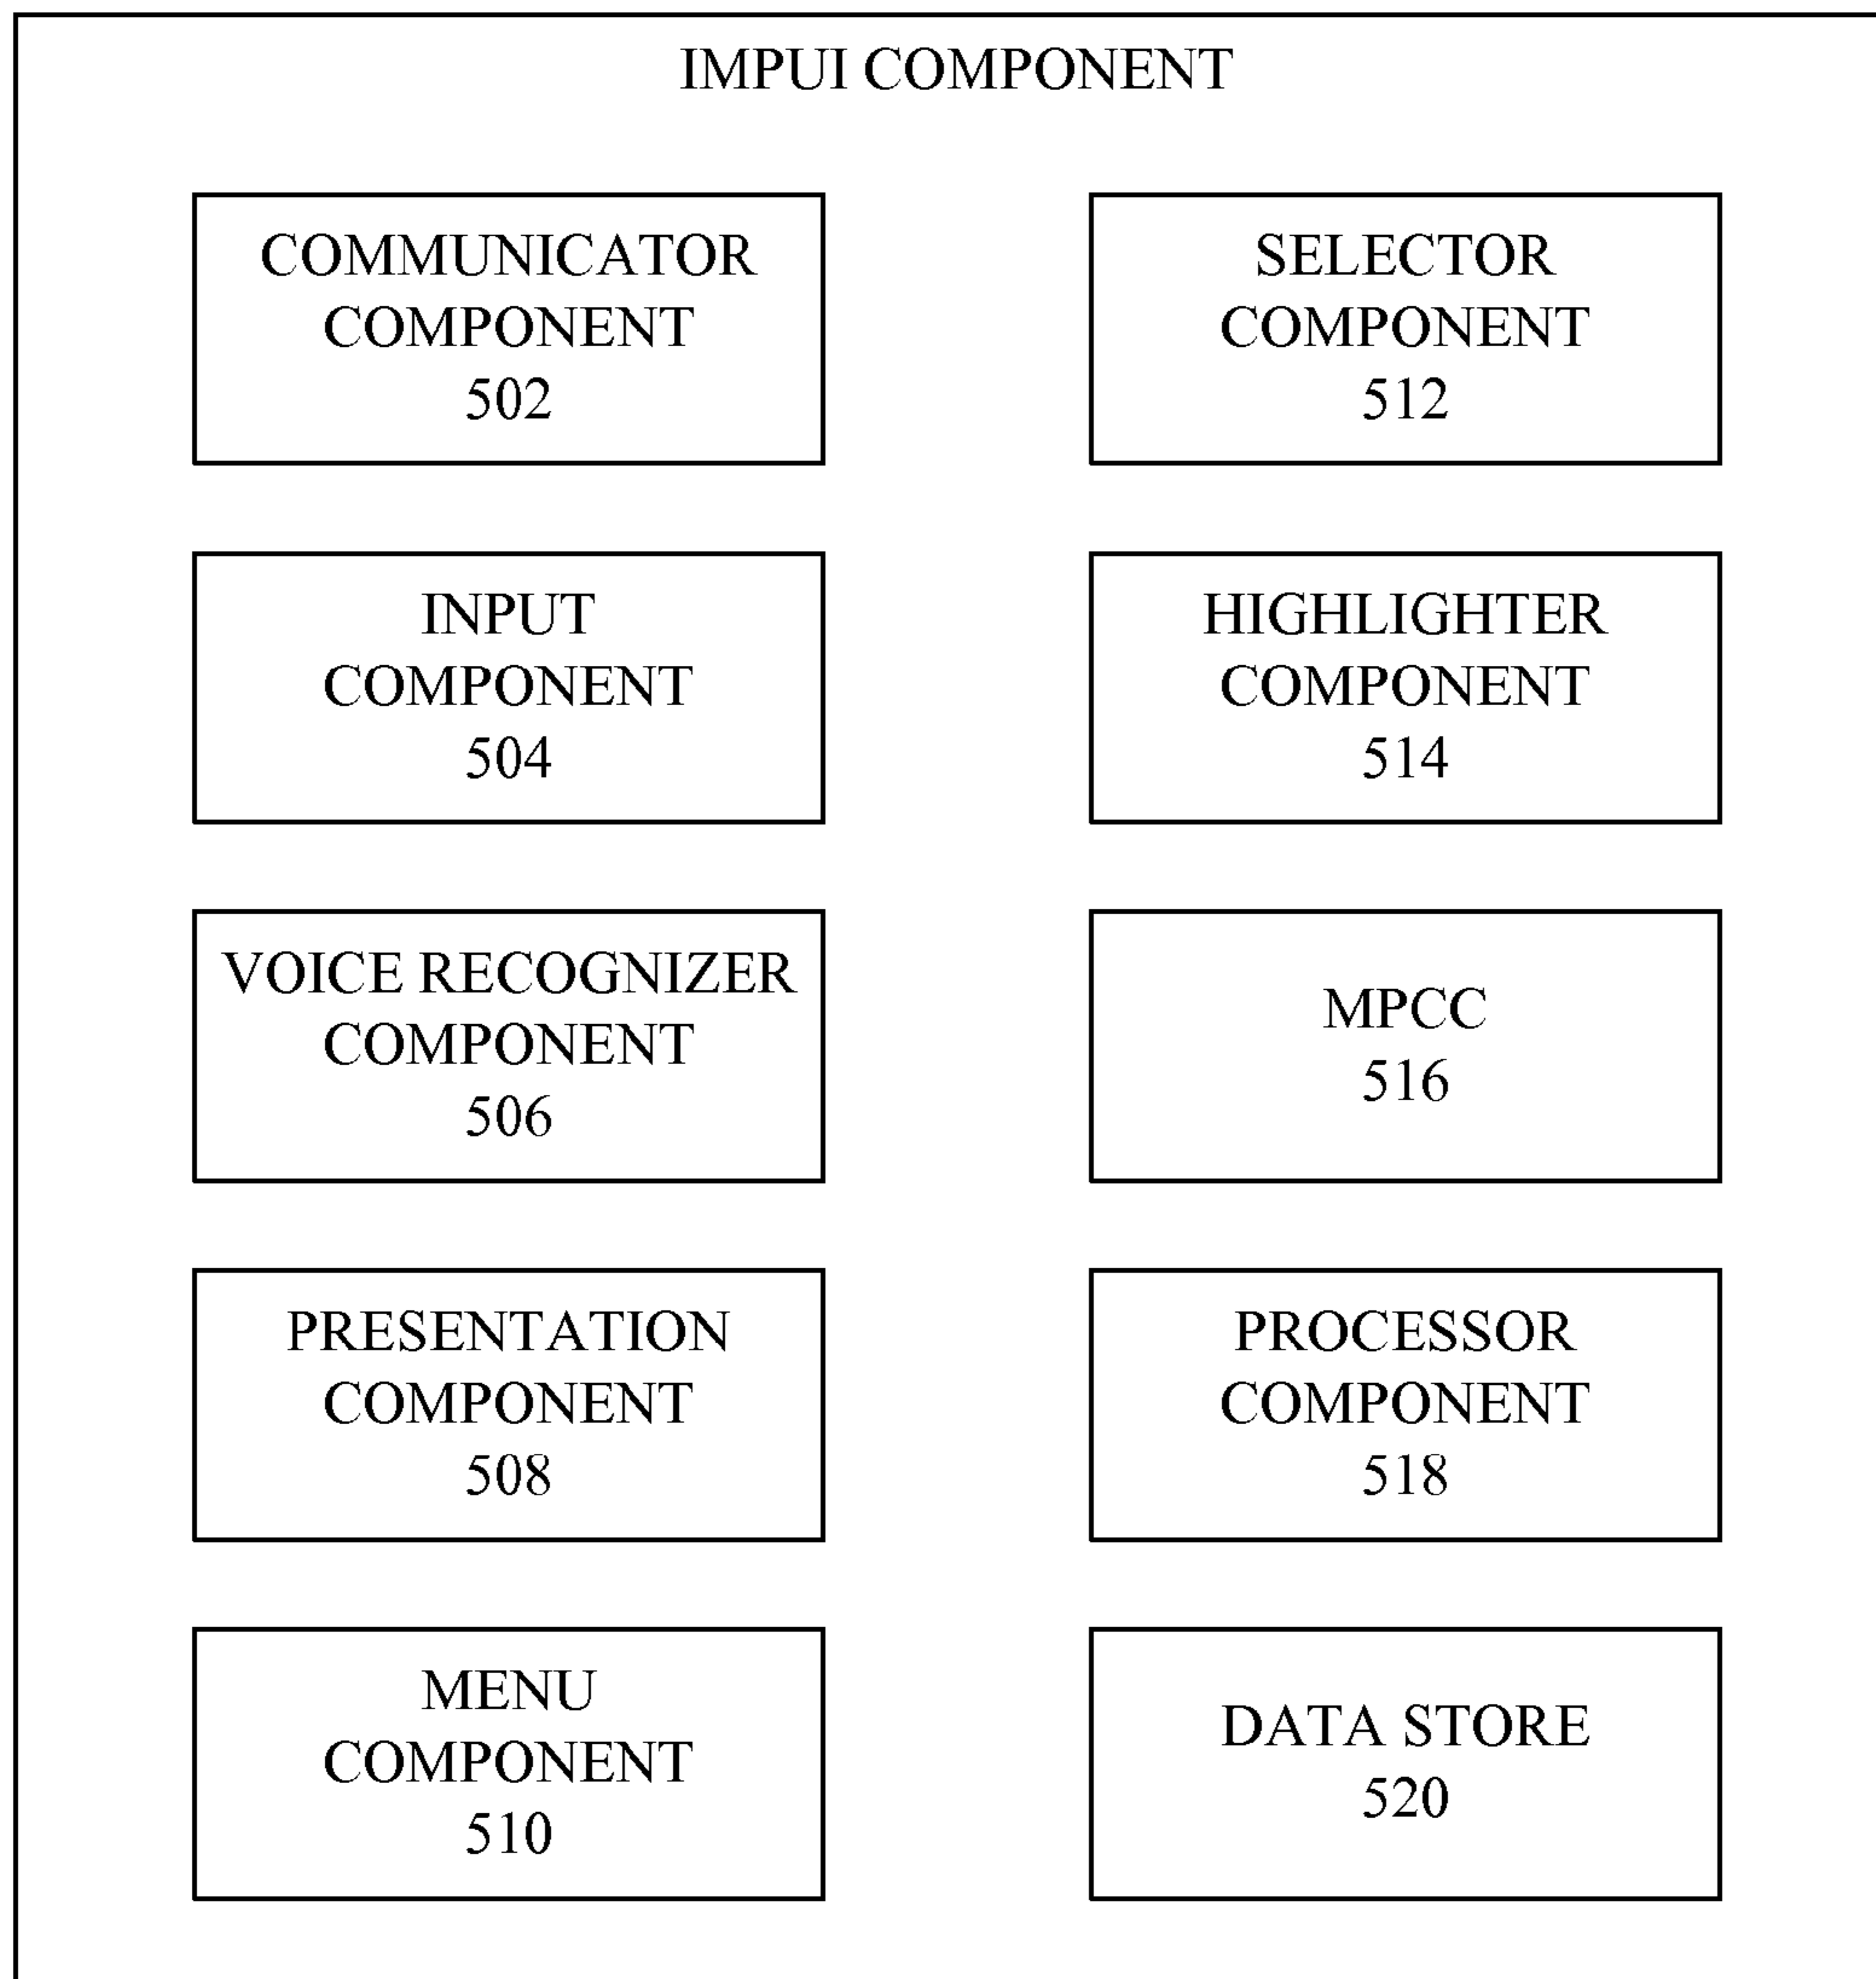 IMPUI COMPONENT
COMMUNICATOR
COMPONENT
502
SELECTOR
COMPONENT
512
INPUT
COMPONENT
504
HIGHLIGHTER
COMPONENT
514
VOICE RECOGNIZER
COMPONENT
506
MPCC
516
PRESENTATION
COMPONENT
508
PROCESSOR
COMPONENT
518
MENU
COMPONENT
510
DATA STORE
520